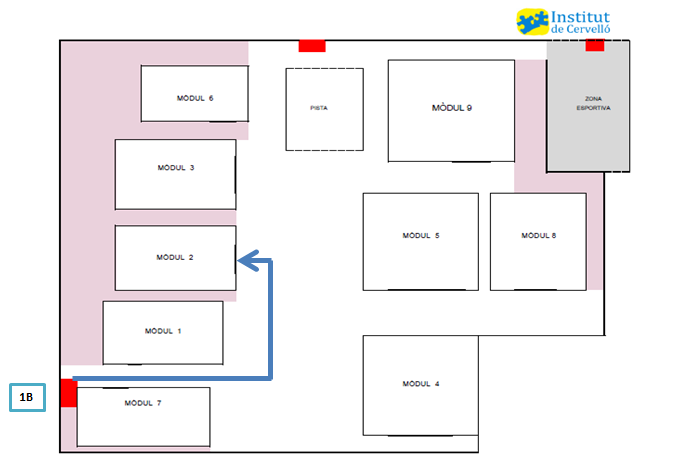 Institut
de Cervelló
MÒDUL 6
PISTA
MÒDUL 9
ZONA
ESPORTIVA
MÒDUL 3
MÒDUL 2
MÒDUL 5
MÒDUL 8
MÒDUL 1
MÒDUL 4
1B
MÒDUL 7